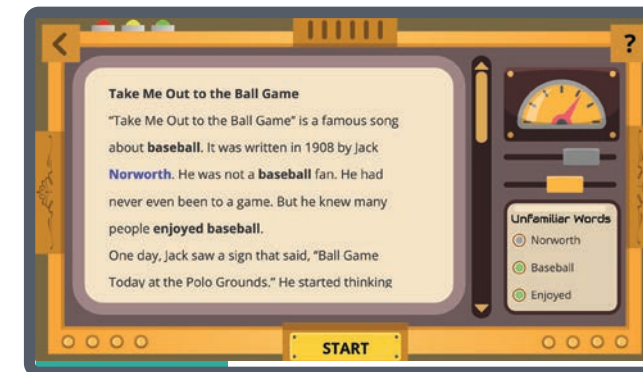 ?
Take Me Out to the Ball Game
“Take Me Out to the Ball Game” is a famous song
about baseball. It was written in 1908 by Jack
Norworth. He was not a baseball fan. He had
never even been to a game. But he knew many
people enjoyed baseball.
One day, Jack saw a sign that said, “Ball Game
Today at the Polo Grounds.” He started thinking
Unfamiliar Words
Norworth
Baseball
Enjoyed
START